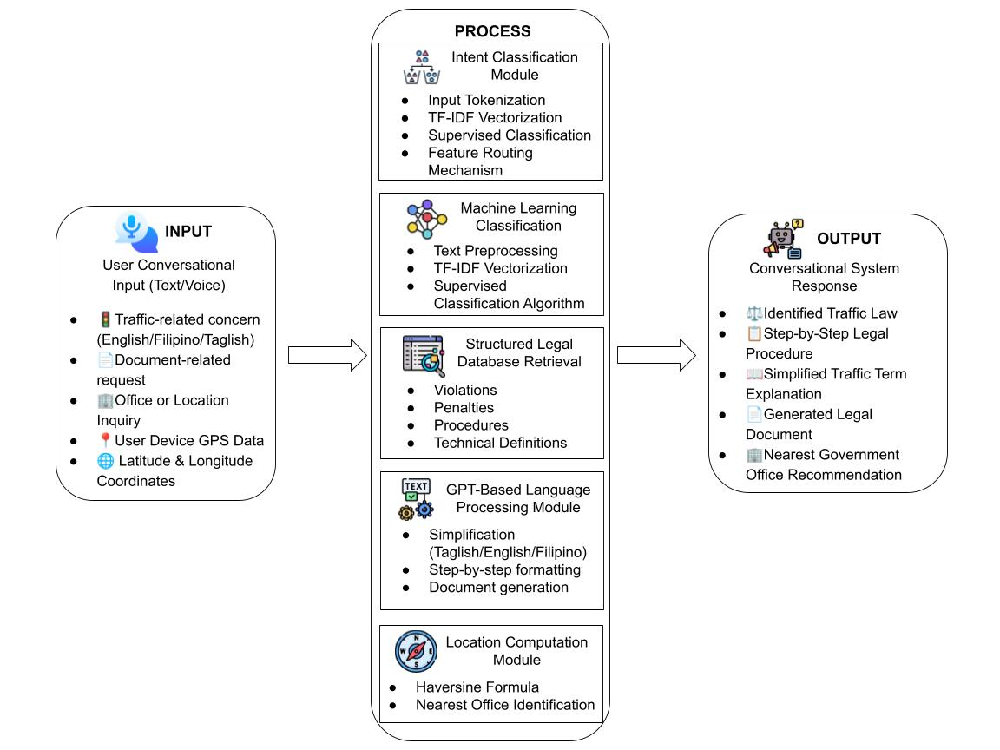 INPUT
User Conversational
Input (Text/Voice)
● 🚦Traffic-related concern
(English/Filipino/Taglish)
● 📄Document-related
request
● 🏢Office or Location
Inquiry
● 📍User Device GPS Data
● 🌐 Latitude & Longitude
Coordinates
PROCESS
Intent Classification
Module
● Input Tokenization
● TF-IDF Vectorization
● Supervised Classification
● Feature Routing
Mechanism
Machine Learning
Classification
● Text Preprocessing
● TF-IDF Vectorization
● Supervised
Classification Algorithm
Structured Legal
Database Retrieval
● Violations
● Penalties
● Procedures
● Technical Definitions
TEXT
GPT-Based Language
Processing Module
● Simplification
(Taglish/English/Filipino)
● Step-by-step formatting
● Document generation
N
W E
S
Location Computation
Module
● Haversine Formula
● Nearest Office Identification
?
OUTPUT
Conversational System
Response
● ⚖️Identified Traffic Law
● 📋Step-by-Step Legal
Procedure
● 📖Simplified Traffic Term
Explanation
● 📄Generated Legal
Document
● 🏢Nearest Government
Office Recommendation